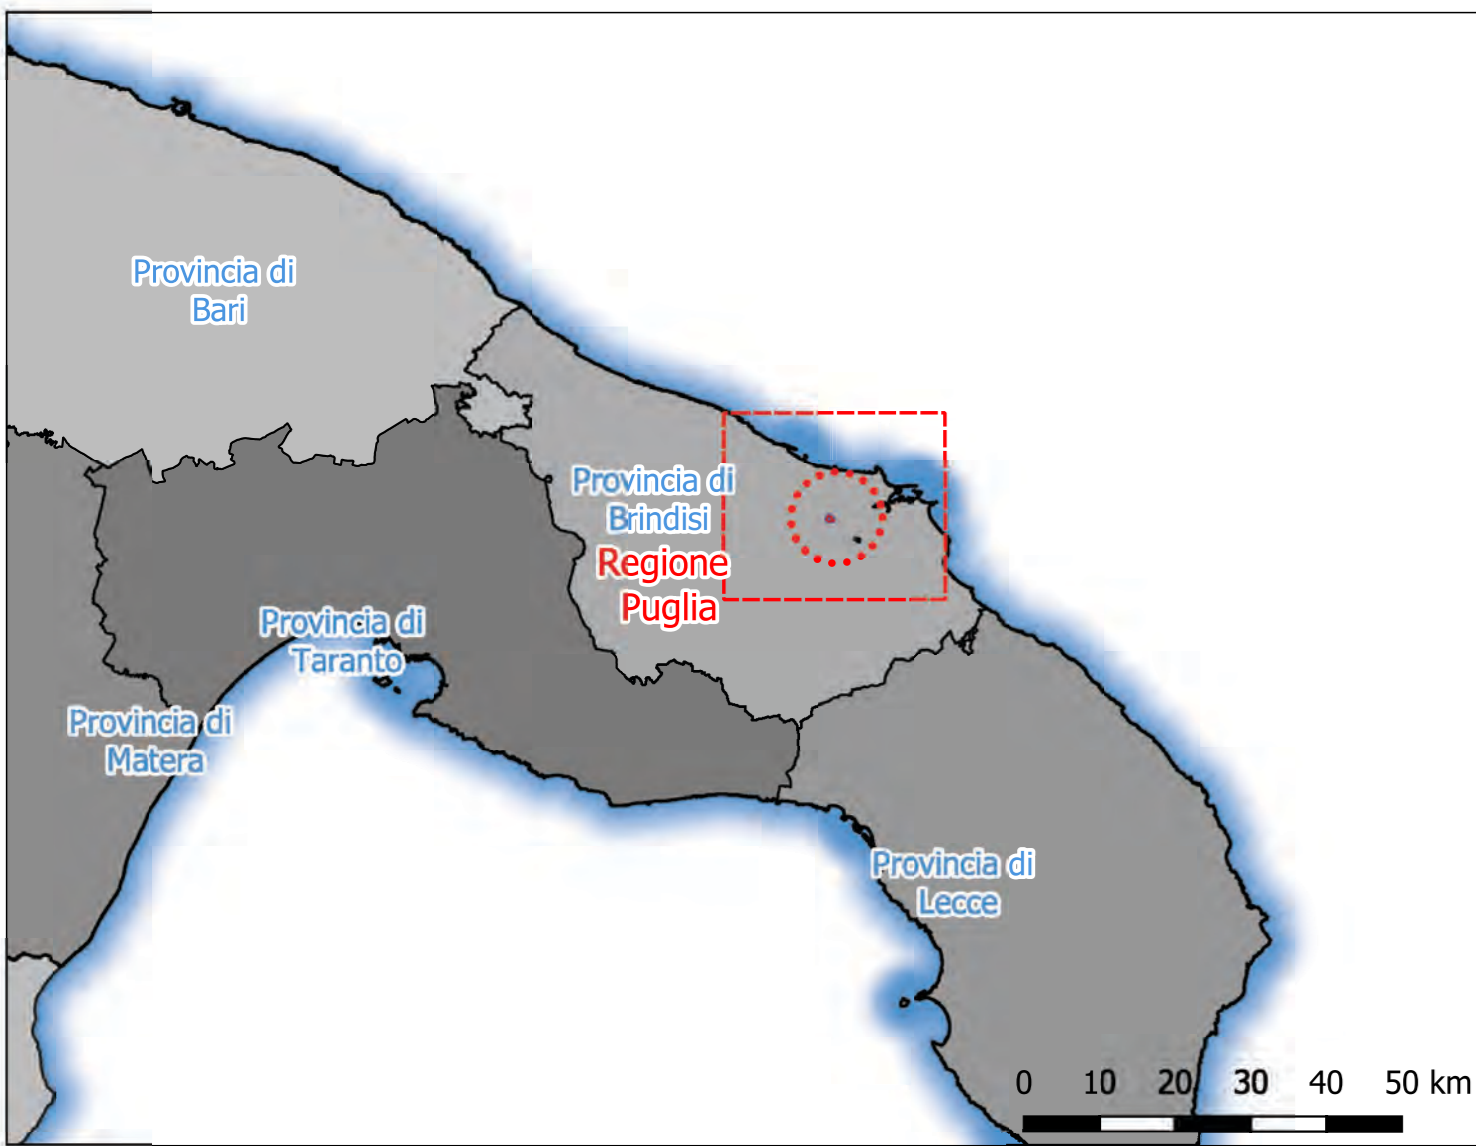 Provincia di
Bari
Provincia di
Brindisi
Regione
Puglia
Provincia di
Taranto
Provincia di
Matera
Provincia di
Lecce
0 10 20 30 40 50 km